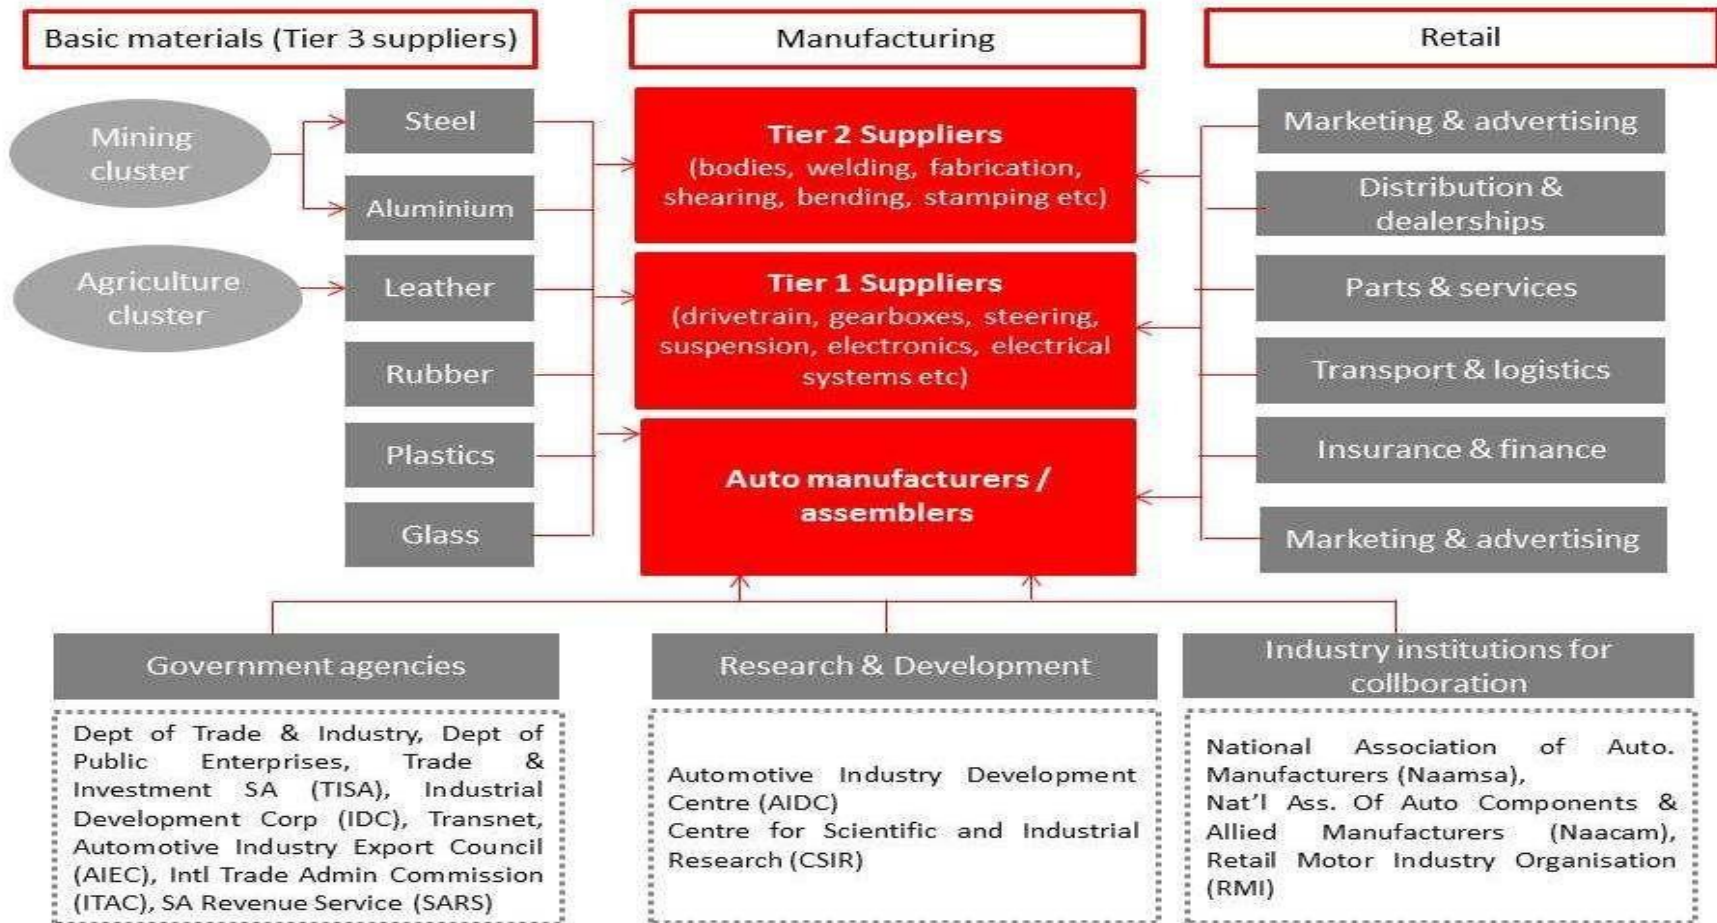 Basic materials (Tier 3 suppliers)
Manufacturing
Retail
Mining
cluster
Agriculture
cluster
Steel
Aluminium
Leather
Rubber
Plastics
Glass
Tier 2 Suppliers
(bodies, welding, fabrication,
shearing, bending, stamping etc)
Tier 1 Suppliers
(drivetrain, gearboxes, steering,
suspension, electronics, electrical
systems etc)
Auto manufacturers /
assemblers
Marketing & advertising
Distribution &
dealerships
Parts & services
Transport & logistics
Insurance & finance
Marketing & advertising
Government agencies
Dept of Trade & Industry, Dept of
Public Enterprises, Trade &
Investment SA (TISA), Industrial
Development Corp (IDC), Transnet,
Automotive Industry Export Council
(AIEC), Intl Trade Admin Commission
(ITAC), SA Revenue Service (SARS)
Research & Development
Automotive Industry Development
Centre (AIDC)
Centre for Scientific and Industrial
Research (CSIR)
Industry institutions for
collboration
National Association of Auto.
Manufacturers (Naamsa),
Nat'l Ass. Of Auto Components &
Allied Manufacturers (Naacam),
Retail Motor Industry Organisation
(RMI)